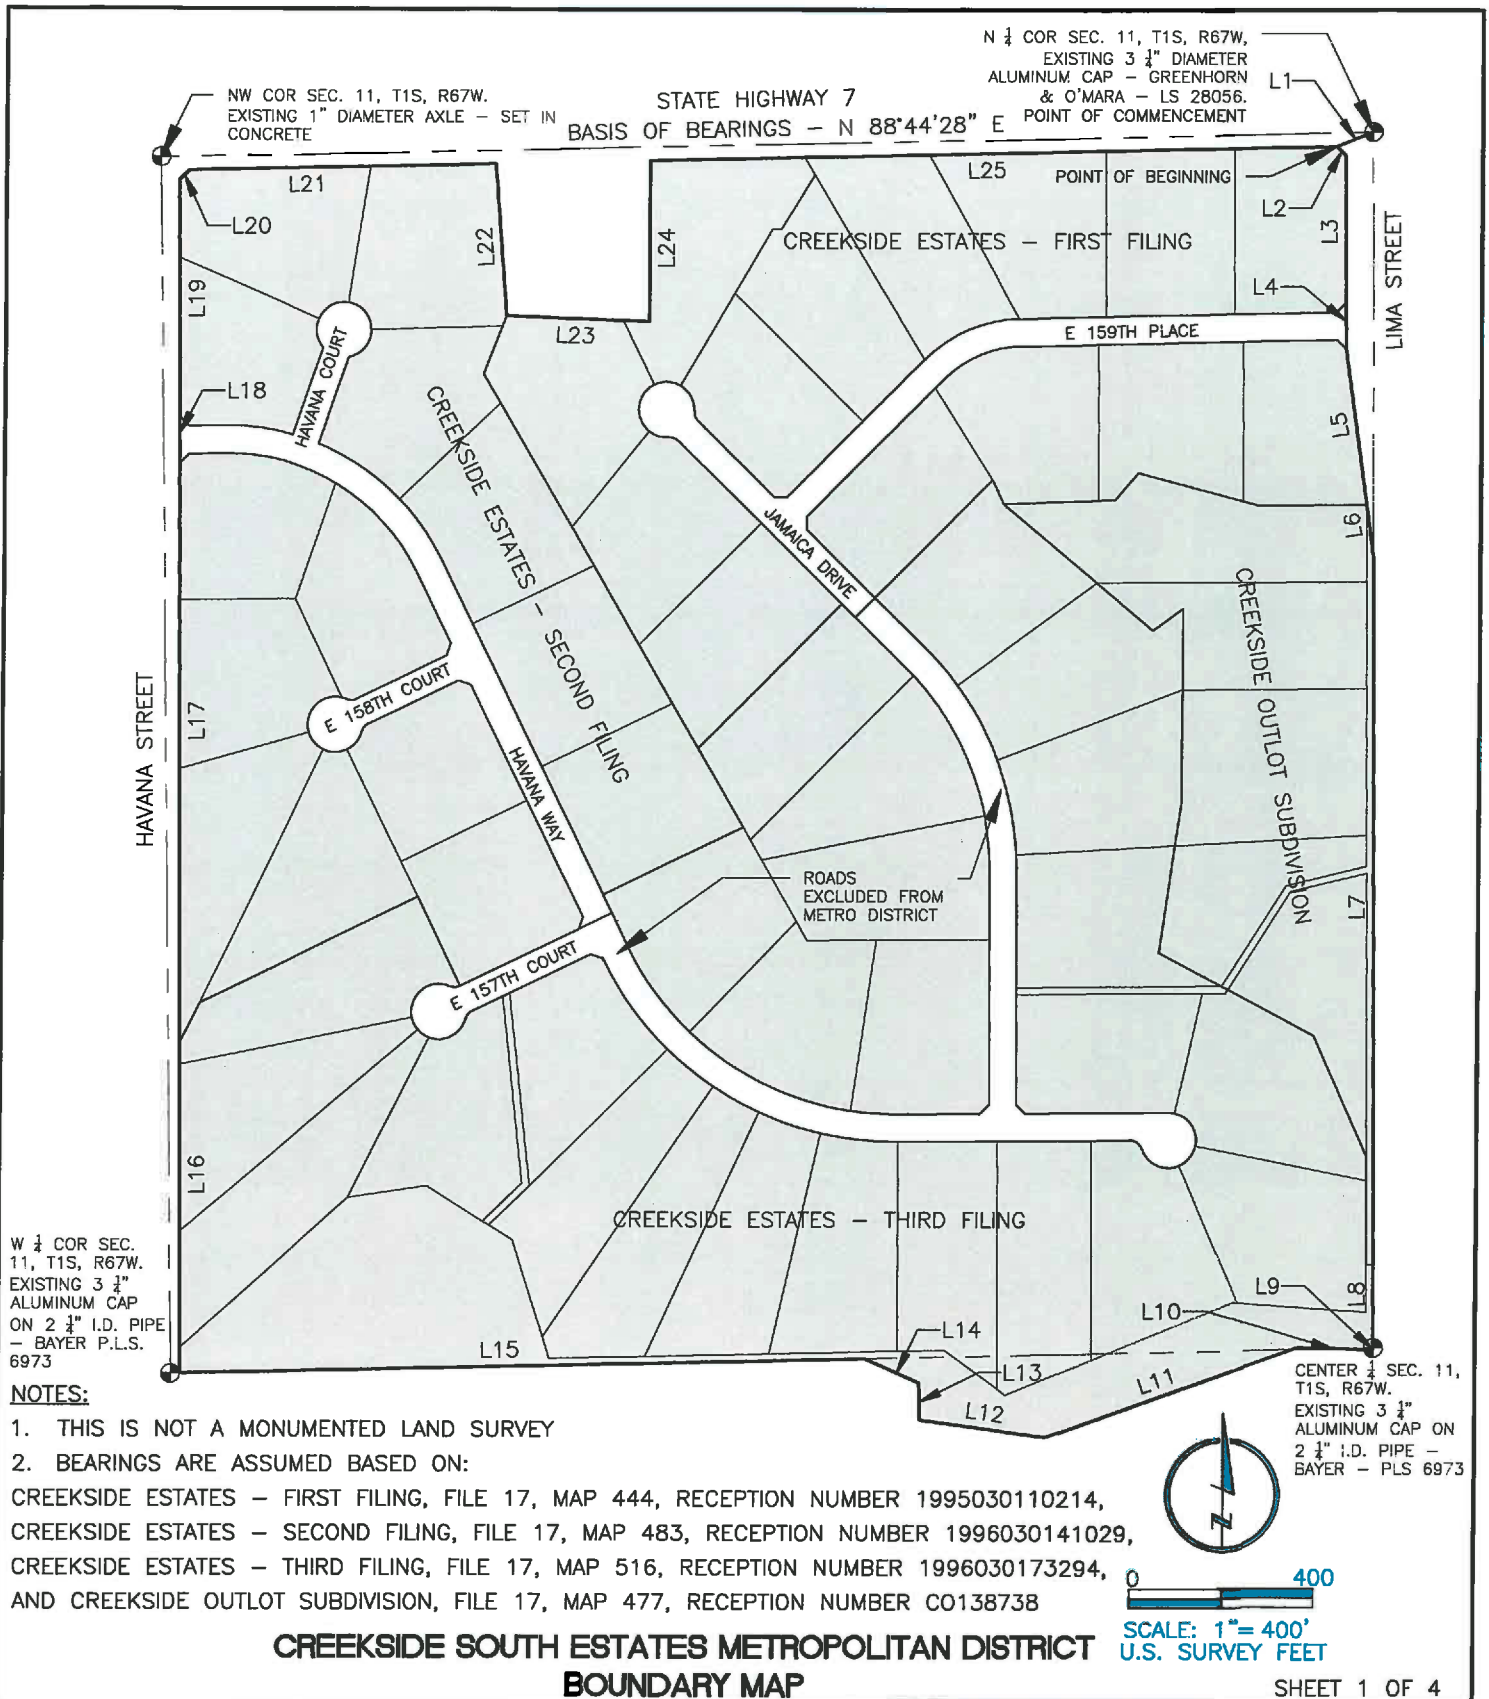 N 1/4 COR SEC. 11, T1S, R67W,
EXISTING 3 1/4" DIAMETER
ALUMINUM CAP - GREENHORN
& O'MARA - LS 28056.
POINT OF COMMENCEMENT
L1
NW COR SEC. 11, T1S, R67W.
EXISTING 1" DIAMETER AXLE - SET IN
CONCRETE
STATE HIGHWAY 7
BASIS OF BEARINGS - N 88°44'28" E
L21
L20
L25
POINT OF BEGINNING
L2
L3
L22
L24
L19
L23
CREEKSIDE ESTATES - FIRST FILING
LIMA STREET
L4
E 159TH PLACE
HAVANA COURT
L18
L5
CREEKSIDE ESTATES - SECOND FILING
JAMAICA DRIVE
L6
CREEKSIDE OUTLOT SUBDIVISION
HAVANA STREET
L17
E 158TH COURT
HAVANA WAY
ROADS
EXCLUDED FROM
METRO DISTRICT
L7
E 157TH COURT
L16
CREEKSIDE ESTATES - THIRD FILING
W 1/4 COR SEC.
11, T1S, R67W.
EXISTING 3 1/4"
ALUMINUM CAP
ON 2 1/4" I.D. PIPE
- BAYER P.L.S.
6973
L8
L9
L10
L14
L15
L13
L12
L11
CENTER 1/4 SEC. 11,
T1S, R67W.
EXISTING 3 1/4"
ALUMINUM CAP ON
2 1/4" I.D. PIPE -
BAYER - PLS 6973
NOTES:
1. THIS IS NOT A MONUMENTED LAND SURVEY
2. BEARINGS ARE ASSUMED BASED ON:
CREEKSIDE ESTATES - FIRST FILING, FILE 17, MAP 444, RECEPTION NUMBER 1995030110214,
CREEKSIDE ESTATES - SECOND FILING, FILE 17, MAP 483, RECEPTION NUMBER 1996030141029,
CREEKSIDE ESTATES - THIRD FILING, FILE 17, MAP 516, RECEPTION NUMBER 1996030173294,
AND CREEKSIDE OUTLOT SUBDIVISION, FILE 17, MAP 477, RECEPTION NUMBER C0138738
N
0 400
SCALE: 1"= 400'
U.S. SURVEY FEET
CREEKSIDE SOUTH ESTATES METROPOLITAN DISTRICT
BOUNDARY MAP
SHEET 1 OF 4